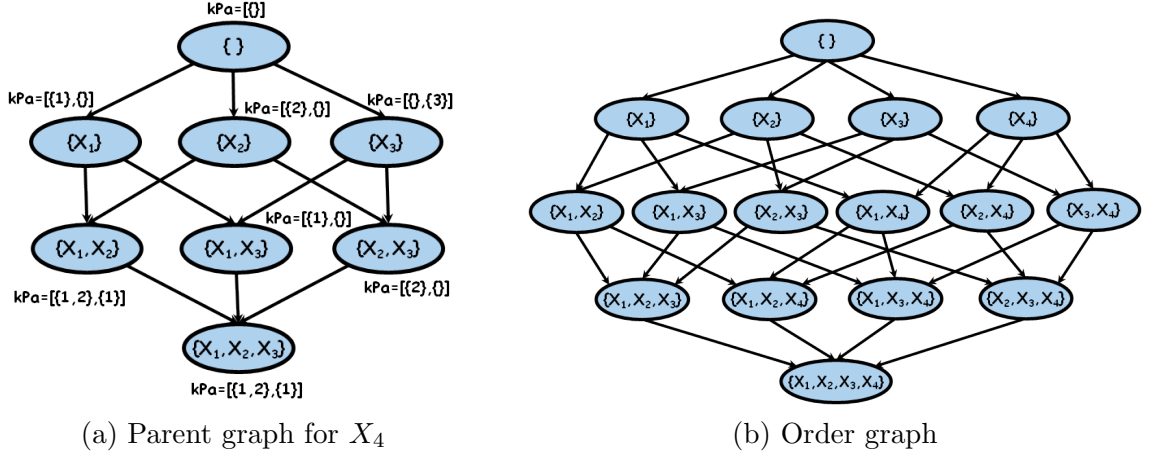 kPa=[{}]
{ }
kPa=[{1},{}]
kPa=[{2},{}]
kPa=[{},{3}]
{X₁}
{X₂}
{X₃}
kPa=[{1},{}]
{X₁,X₂}
{X₁,X₃}
{X₂,X₃}
kPa=[{1,2},{1}]
kPa=[{2},{}]
{X₁,X₂,X₃}
kPa=[{1,2},{1}]
(a) Parent graph for X₄
{ }
{X₁}
{X₂}
{X₃}
{X₄}
{X₁,X₂}
{X₁,X₃}
{X₂,X₃}
{X₁,X₄}
{X₂,X₄}
{X₃,X₄}
{X₁,X₂,X₃}
{X₁,X₂,X₄}
{X₁,X₃,X₄}
{X₂,X₃,X₄}
{X₁,X₂,X₃,X₄}
(b) Order graph